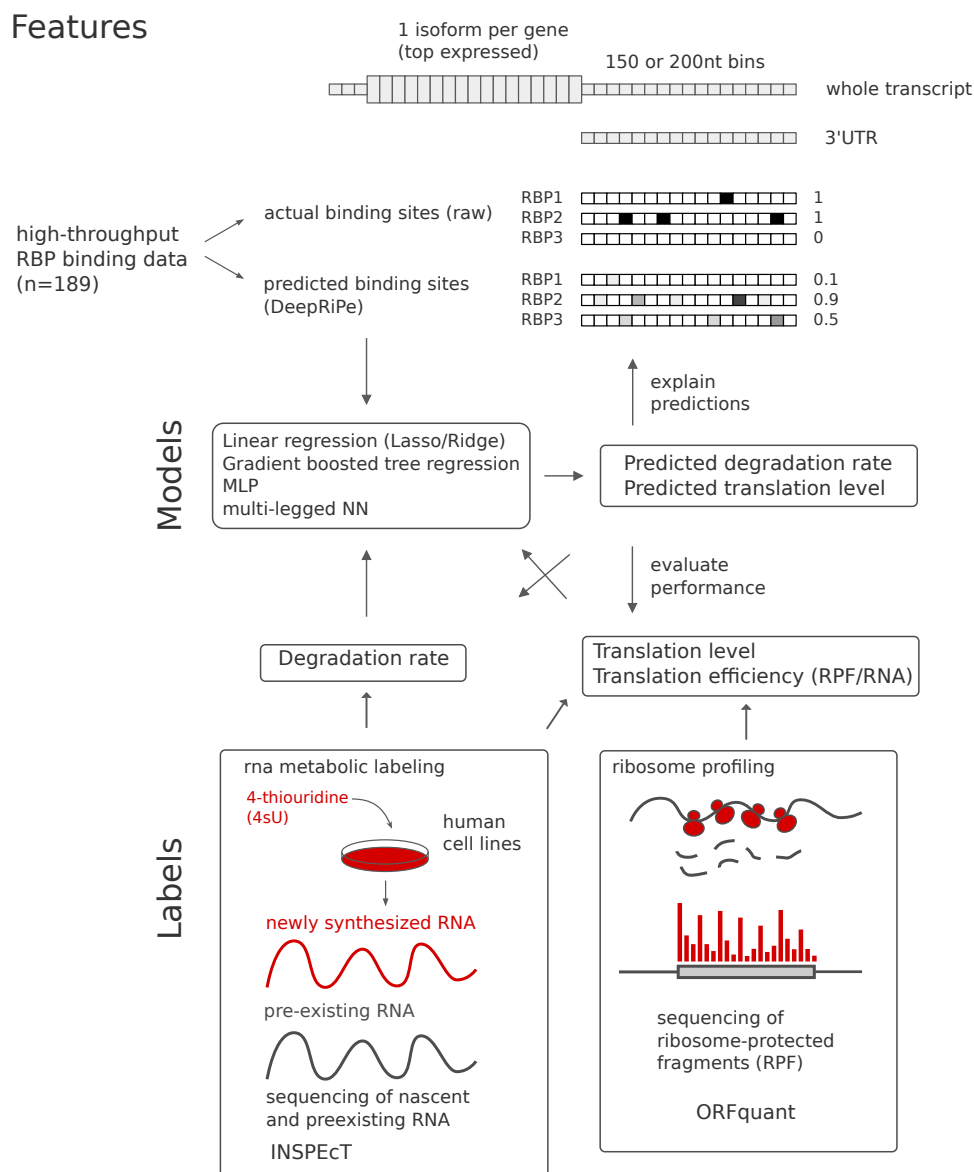 Features
1 isoform per gene
(top expressed)
150 or 200nt bins
whole transcript
3'UTR
high-throughput
RBP binding data
(n=189)
actual binding sites (raw)
RBP1
1
RBP2
1
RBP3
0
predicted binding sites
(DeepRiPe)
RBP1
0.1
RBP2
0.9
RBP3
0.5
explain
predictions
Models
Linear regression (Lasso/Ridge)
Gradient boosted tree regression
MLP
multi-legged NN
Predicted degradation rate
Predicted translation level
evaluate
performance
Degradation rate
Translation level
Translation efficiency (RPF/RNA)
Labels
rna metabolic labeling
4-thiouridine
(4sU)
human
cell lines
newly synthesized RNA
pre-existing RNA
sequencing of nascent
and preexisting RNA
INSPEcT
ribosome profiling
sequencing of
ribosome-protected
fragments (RPF)
ORFquant